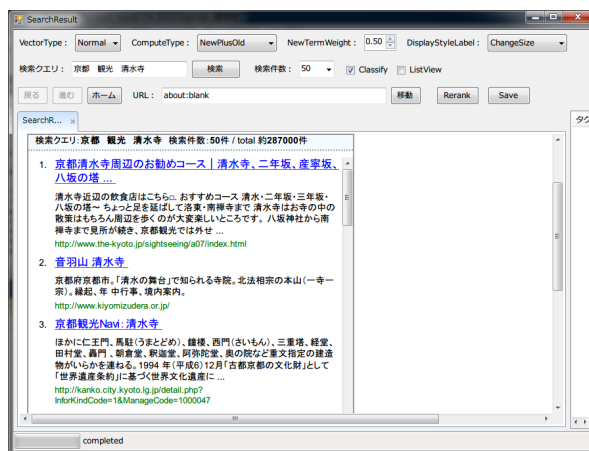 SearchResult
VectorType : Normal ComputeType : NewPlusOld NewTermWeight : 0.50 DisplayStyleLabel : ChangeSize
検索クエリ : 京都 観光 清水寺 検索 検索件数 : 50 Classify ListView
戻る 進む ホーム URL : about:blank 移動 Rerank Save
SearchR... × タグ
検索クエリ:京都 観光 清水寺 検索件数:50件 / total 約287000件
1. 京都清水寺周辺のお勧めコース | 清水寺、二年坂、産寧坂、
八坂の塔 ...
清水寺近辺の飲食店はこちら□. おすすめコース 清水・二年坂・三年坂・
八坂の塔~ ちょっと足を延ばして洛東・南禅寺まで 清水寺はお寺の中の
散策はもちろん周辺を歩くのが大変楽しいところです。 八坂神社から南
禅寺まで見所が続き、京都観光では外せ ...
http://www.the-kyoto.jp/sightseeing/a07/index.html
2. 音羽山 清水寺
京都府京都市。「清水の舞台」で知られる寺院。北法相宗の本山(一寺一
宗)。縁起、年 中行事、境内案内。
http://www.kiyomizudera.or.jp/
3. 京都観光Navi:清水寺
ほかに仁王門、馬駐(うまとどめ)、鐘楼、西門(さいもん)、三重塔、経堂、
田村堂、轟門 、朝倉堂、釈迦堂、阿弥陀堂、奥の院など重文指定の建造
物がいらかを連ねる。1994 年(平成6)12月「古都京都の文化財」として
「世界遺産条約」に基づく世界文化遺産に ...
http://kanko.city.kyoto.lg.jp/detail.php?
InforKindCode=1&ManageCode=1000047
completed